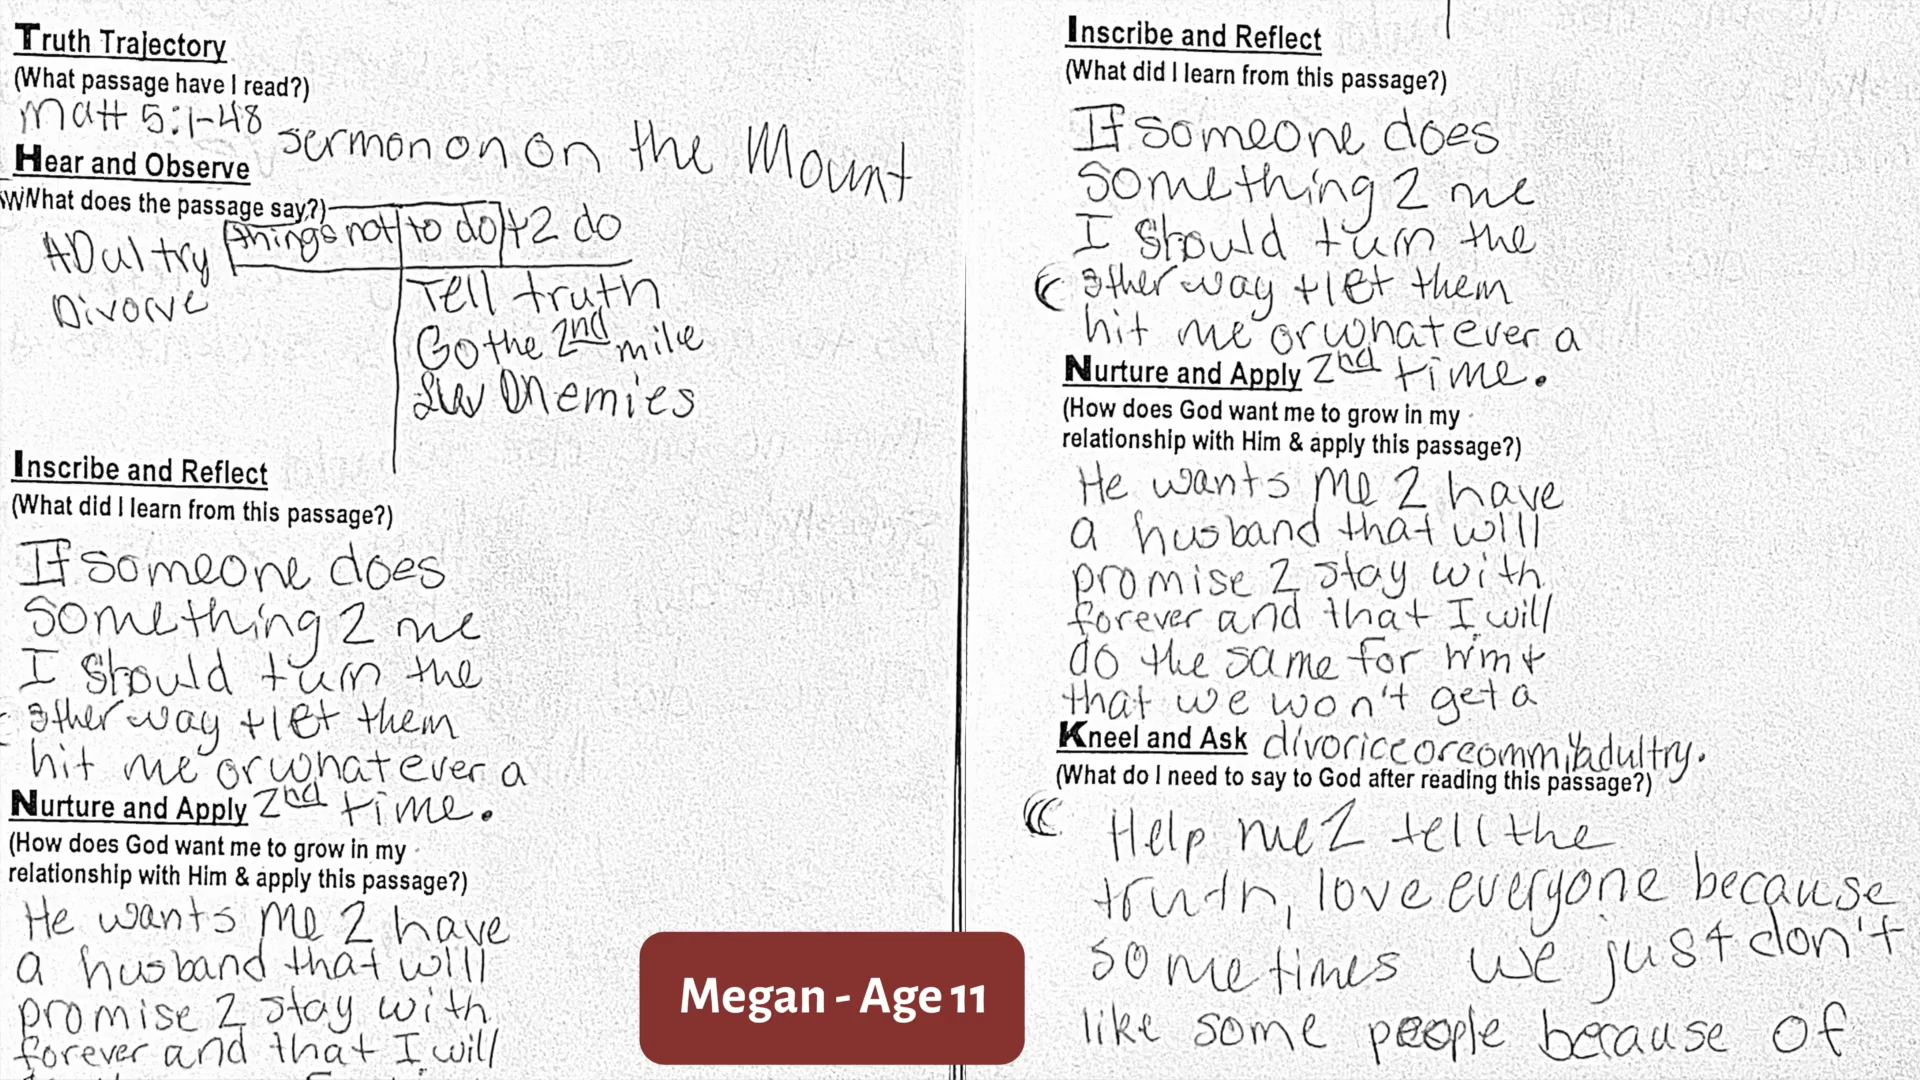 Truth Trajectory
(What passage have I read?)
Matt 5:1-48 sermon on on the Mount
Hear and Observe
What does the passage say?)
things not to do + 2 do
ADultry
Divorve
Tell truth
Go the 2nd mile
Luv Enemies
Inscribe and Reflect
(What did I learn from this passage?)
If someone does
something 2 me
I should turn the
other way + let them
hit me or whatever a
Nurture and Apply 2nd time.
(How does God want me to grow in my
relationship with Him & apply this passage?)
He wants me 2 have
a husband that will
promise 2 stay with
forever and that I will
Inscribe and Reflect
(What did I learn from this passage?)
If someone does
something 2 me
I should turn the
other way + let them
hit me or whatever a
Nurture and Apply 2nd time.
(How does God want me to grow in my
relationship with Him & apply this passage?)
He wants me 2 have
a husband that will
promise 2 stay with
forever and that I will
do the same for him +
that we won't get a
Kneel and Ask divorice or commit adultry.
(What do I need to say to God after reading this passage?)
Help me 2 tell the
truth, love everyone because
sometimes we just don't
like some people because of
Megan - Age 11